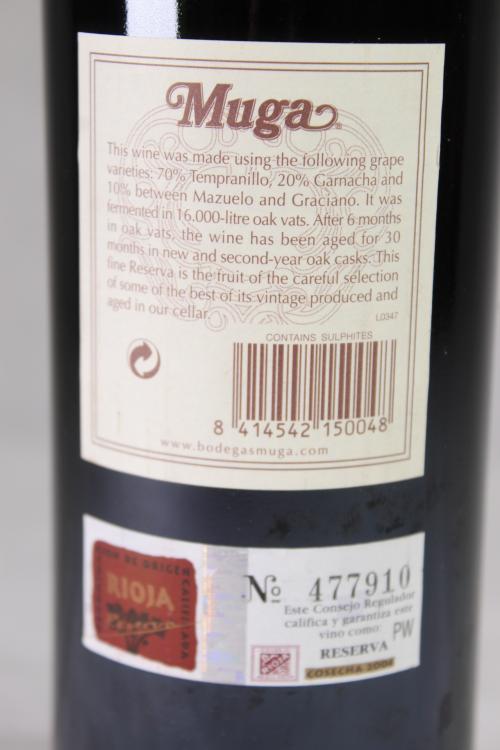 Muga
This wine was made using the following grape
varieties: 70% Tempranillo, 20% Garnacha and
10% between Mazuelo and Graciano. It was
fermented in 16.000-litre oak vats. After 6 months
in oak vats, the wine has been aged for 30
months in new and second-year oak casks. This
fine Reserva is the fruit of the careful selection
of some of the best of its vintage produced and
aged in our cellar.
L0347
CONTAINS SULPHITES
8 414542 150048
www.bodegasmuga.com
DE ORIGEN CALIFICADA
RIOJA
Reserva
Nº 477910
Este Consejo Regulador
califica y garantiza este
vino como:
PW
RESERVA
COSECHA